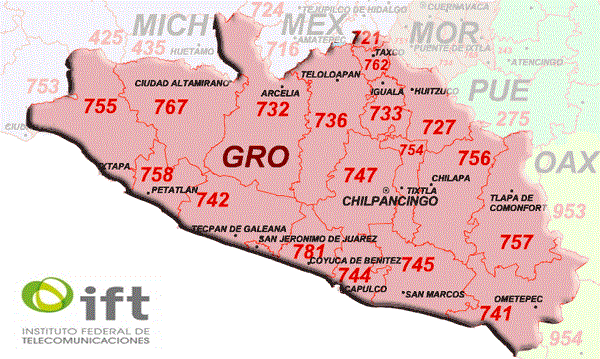 724
TEJUPILCO DE HIDALGO
CUERNAVACA
MICH
MEX
MOR
721
425
435
HUETAMO
716
AMATEPEC
TAXCO
PUENTE DE IXTLA
ATENCINGO
762
753
CIUDAD ALTAMIRANO
TELOLOAPAN
ARCELIA
IGUALA
HUITZUCO
PUE
755
767
732
736
733
727
275
754
756
GRO
OAX
IXTAPA
758
PETATLÁN
742
747
TIXTLA
CHILAPA
CHILPANCINGO
TLAPA DE
COMONFORT
953
TECPAN DE GALEANA
SAN JERONIMO DE JUÁREZ
781
COYUCA DE BENITEZ
745
757
744
CAPULCO
SAN MARCOS
OMETEPEC
741
954
ift
INSTITUTO FEDERAL DE
TELECOMUNICACIONES